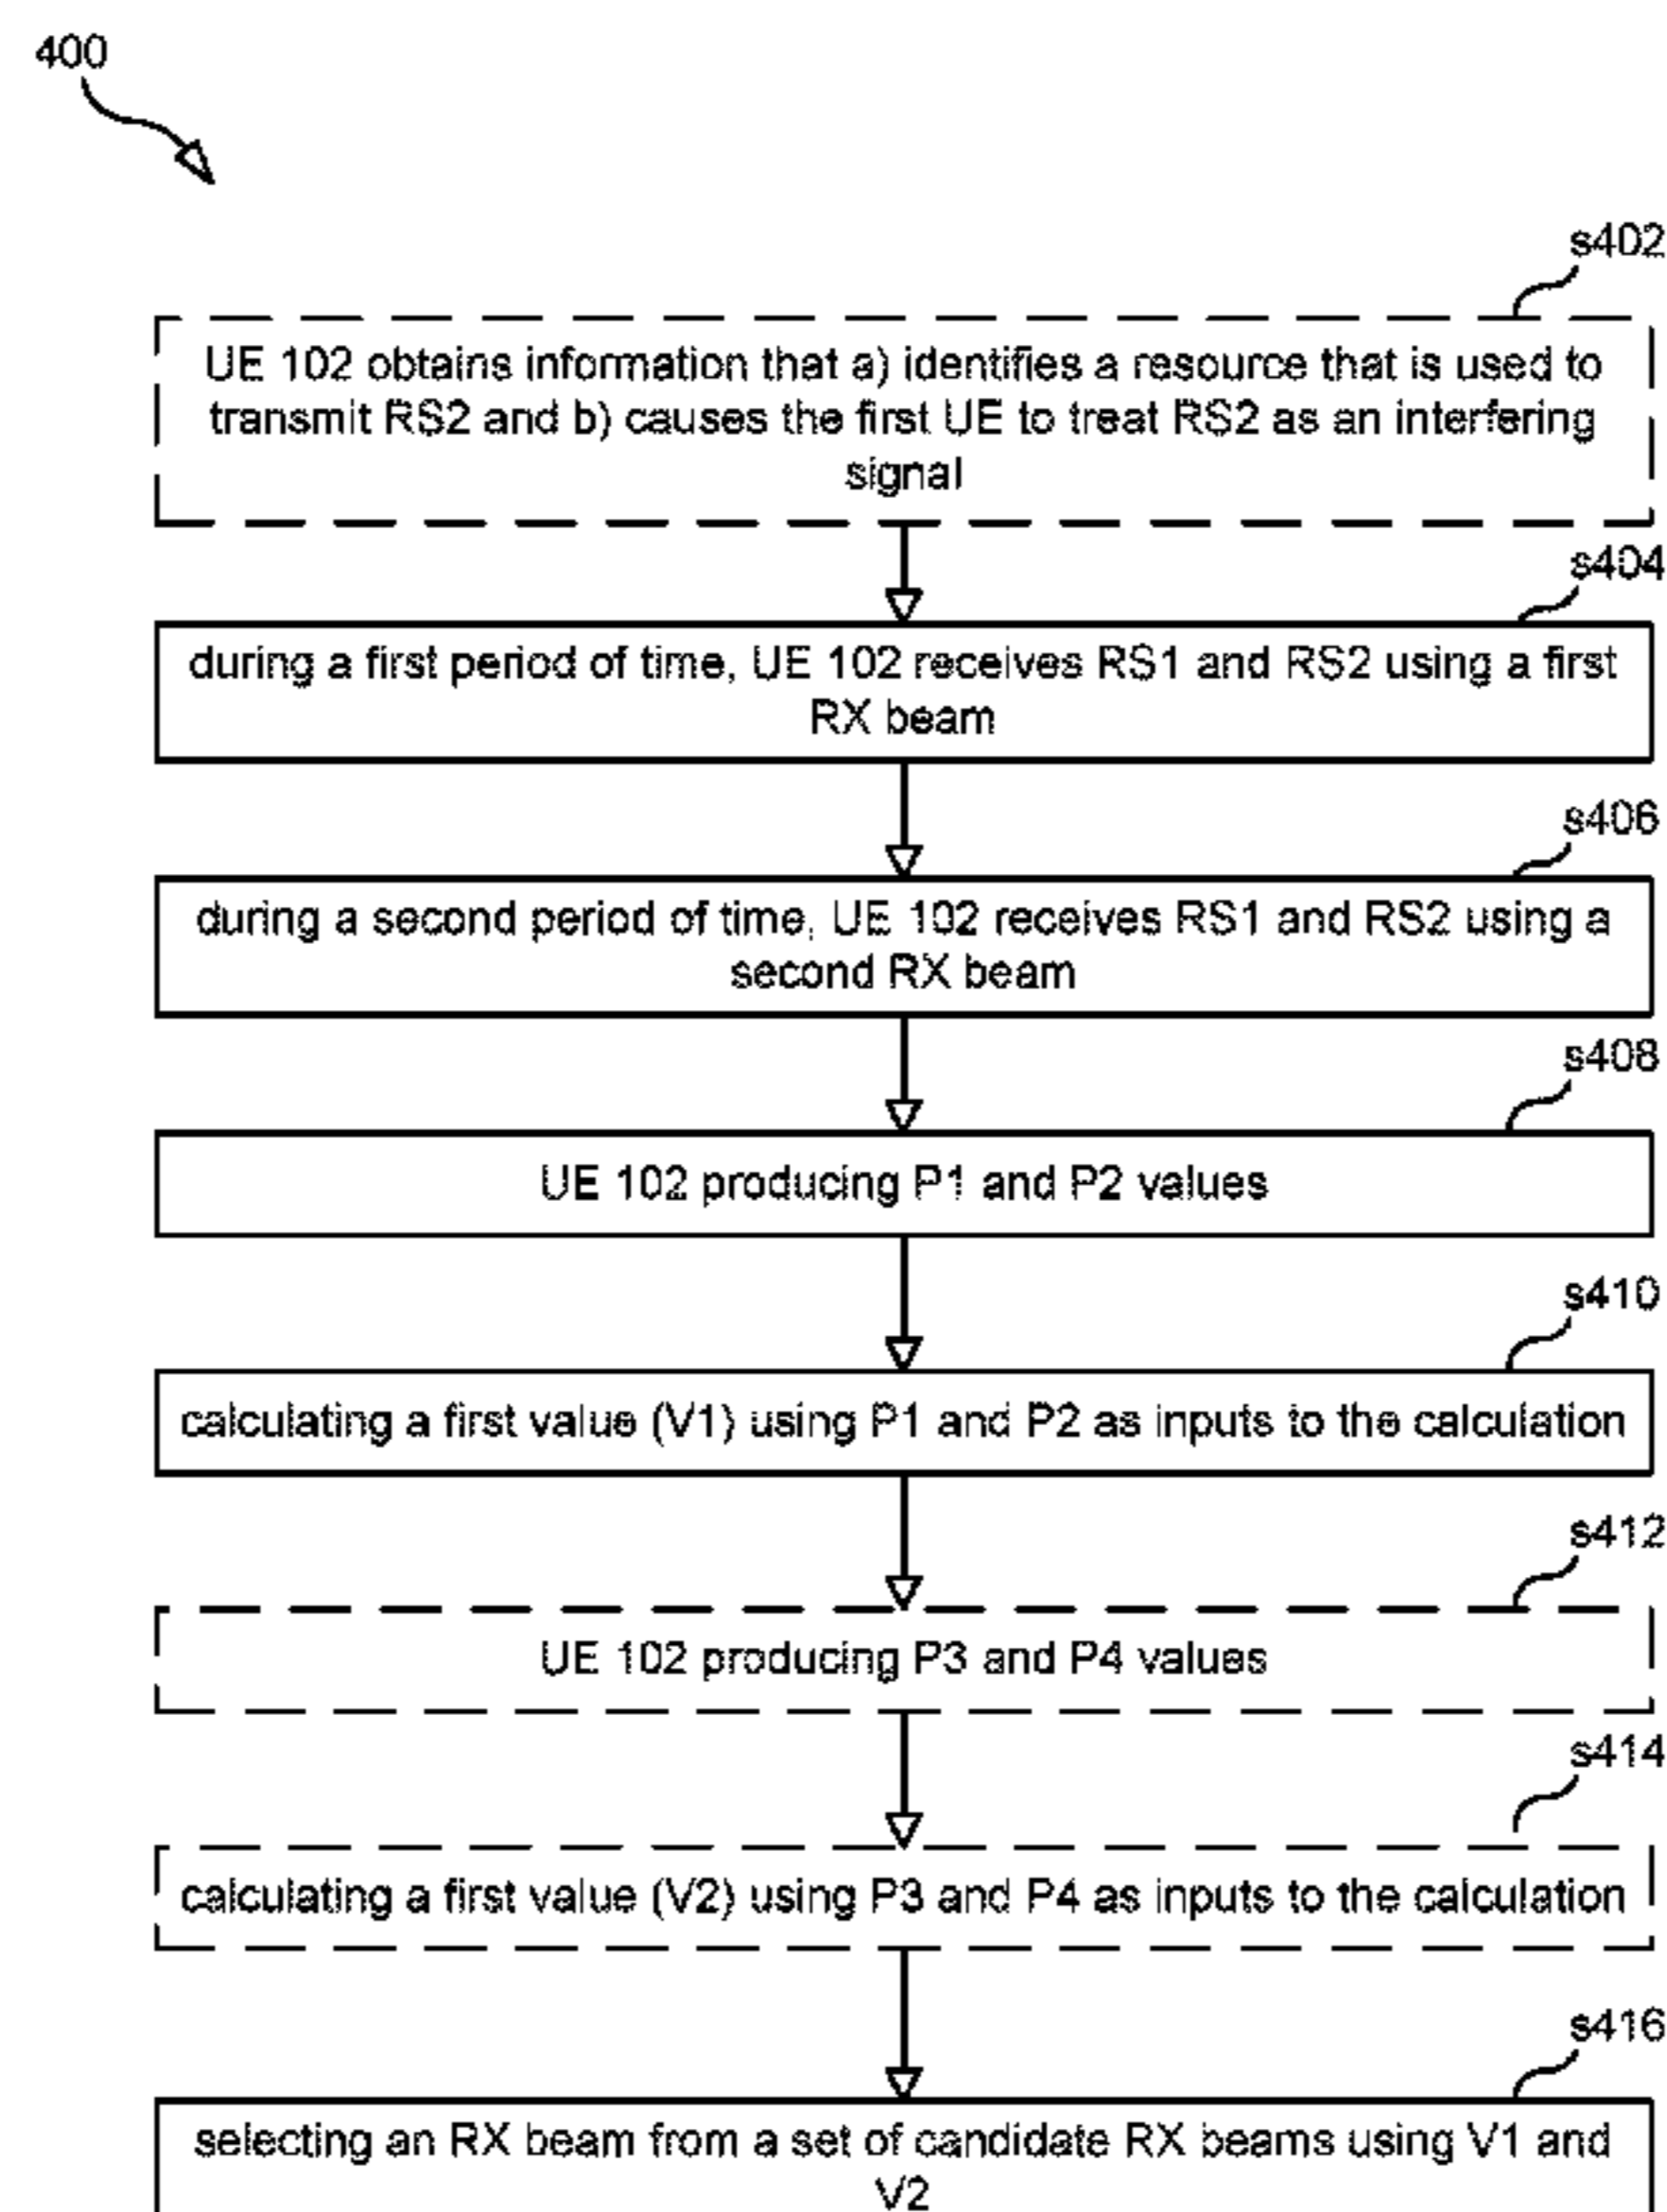 400
s402
UE 102 obtains information that a) identifies a resource that is used to
transmit RS2 and b) causes the first UE to treat RS2 as an interfering
signal
s404
during a first period of time, UE 102 receives RS1 and RS2 using a first
RX beam
s406
during a second period of time, UE 102 receives RS1 and RS2 using a
second RX beam
s408
UE 102 producing P1 and P2 values
s410
calculating a first value (V1) using P1 and P2 as inputs to the calculation
s412
UE 102 producing P3 and P4 values
s414
calculating a first value (V2) using P3 and P4 as inputs to the calculation
s416
selecting an RX beam from a set of candidate RX beams using V1 and
V2